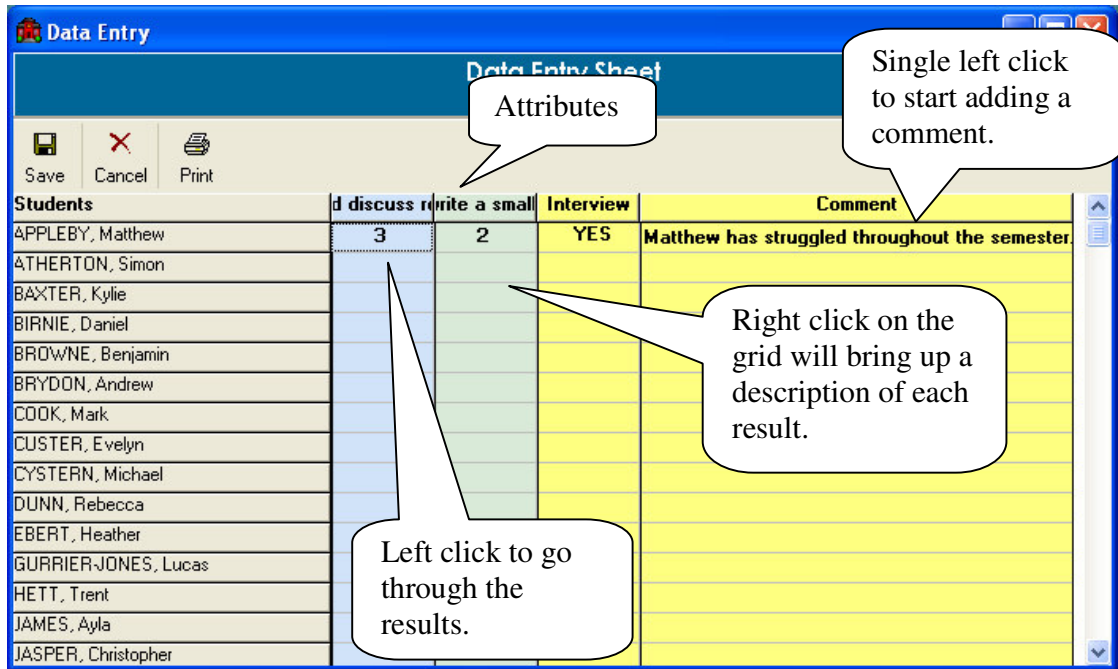 Data Entry
Data Entry Sheet
Single left click
to start adding a
comment.
Attributes
Save Cancel Print
Students d discuss re rite a small Interview Comment
APPLEBY, Matthew 3 2 YES Matthew has struggled throughout the semester.
ATHERTON, Simon
BAXTER, Kylie
BIRNIE, Daniel
BROWNE, Benjamin
BRYDON, Andrew
COOK, Mark
CUSTER, Evelyn
CYSTERN, Michael
DUNN, Rebecca
EBERT, Heather
GURRIER-JONES, Lucas
HETT, Trent
JAMES, Ayla
JASPER, Christopher
Right click on the
grid will bring up a
description of each
result.
Left click to go
through the
results.